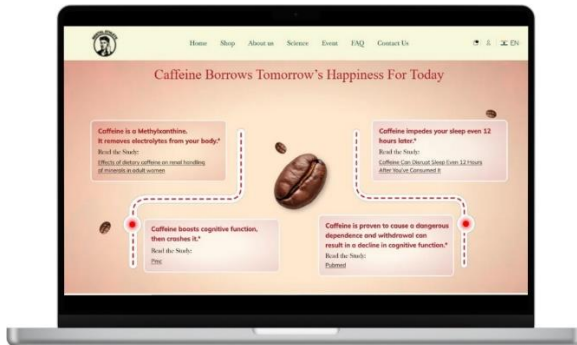 Home Shop About us Science Event FAQ Contact Us EN
Caffeine Borrows Tomorrow's Happiness For Today
Caffeine is a Methylxanthine.
It removes electrolytes from your body.*
Read the Study:
Effects of dietary caffeine on renal handling
of minerals in adult women
Caffeine impedes your sleep even 12
hours later.*
Read the Study:
Caffeine Can Disrupt Sleep Even 12 Hours
After You've Consumed It
Caffeine boosts cognitive function,
then crashes it.*
Read the Study:
Caffeine is proven to cause a dangerous
dependence and withdrawal can
result in a decline in cognitive function.*
Read the Study:
Pubmed